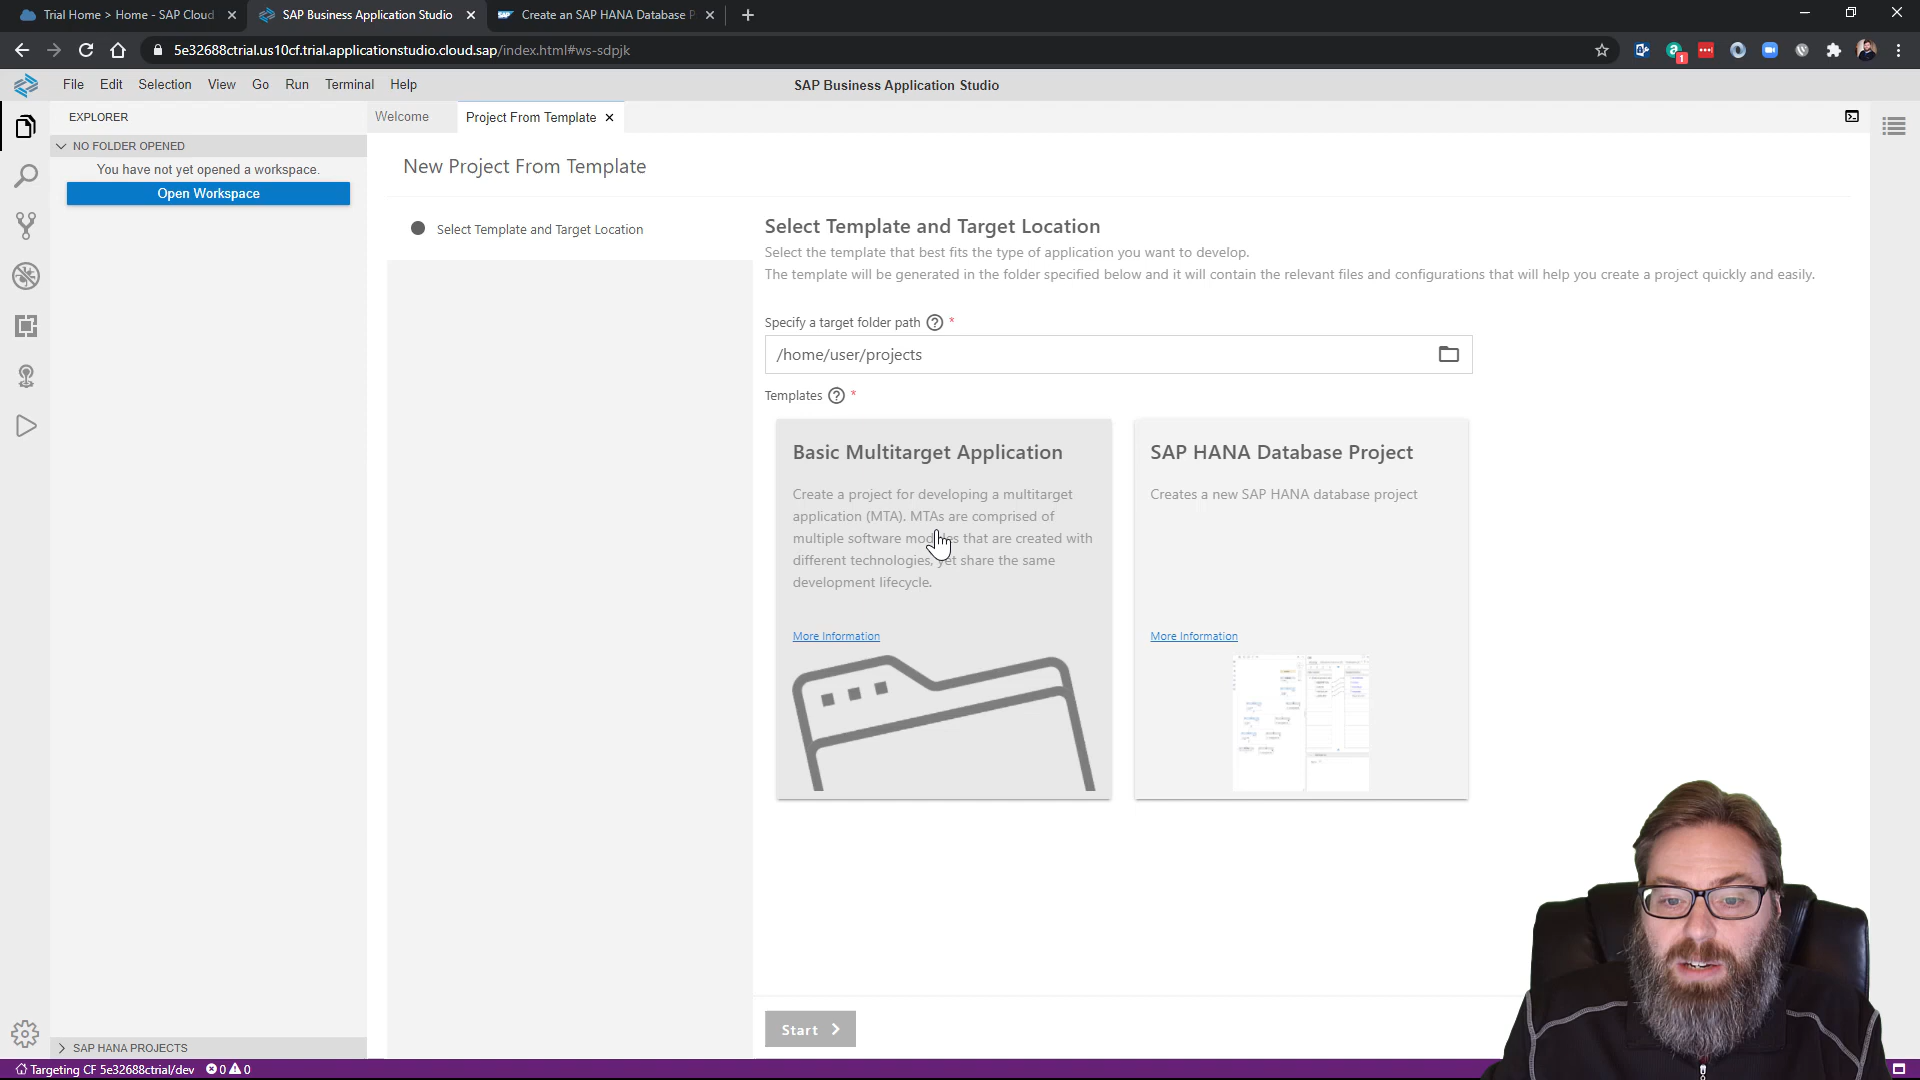 Trial Home > Home - SAP Cloud
SAP Business Application Studio
Create an SAP HANA Database P
5e32688ctrial.us10cf.trial.applicationstudio.cloud.sap/index.html#ws-sdpjk
1
File Edit Selection View Go Run Terminal Help
SAP Business Application Studio
EXPLORER
NO FOLDER OPENED
You have not yet opened a workspace.
Open Workspace
SAP HANA PROJECTS
Welcome
Project From Template
New Project From Template
Select Template and Target Location
Select Template and Target Location
Select the template that best fits the type of application you want to develop.
The template will be generated in the folder specified below and it will contain the relevant files and configurations that will help you create a project quickly and easily.
Specify a target folder path ? *
/home/user/projects
Templates ? *
Basic Multitarget Application
Create a project for developing a multitarget
application (MTA). MTAs are comprised of
multiple software modules that are created with
different technologies, yet share the same
development lifecycle.
More Information
SAP HANA Database Project
Creates a new SAP HANA database project
More Information
Start
Targeting CF 5e32688ctrial/dev 0 0